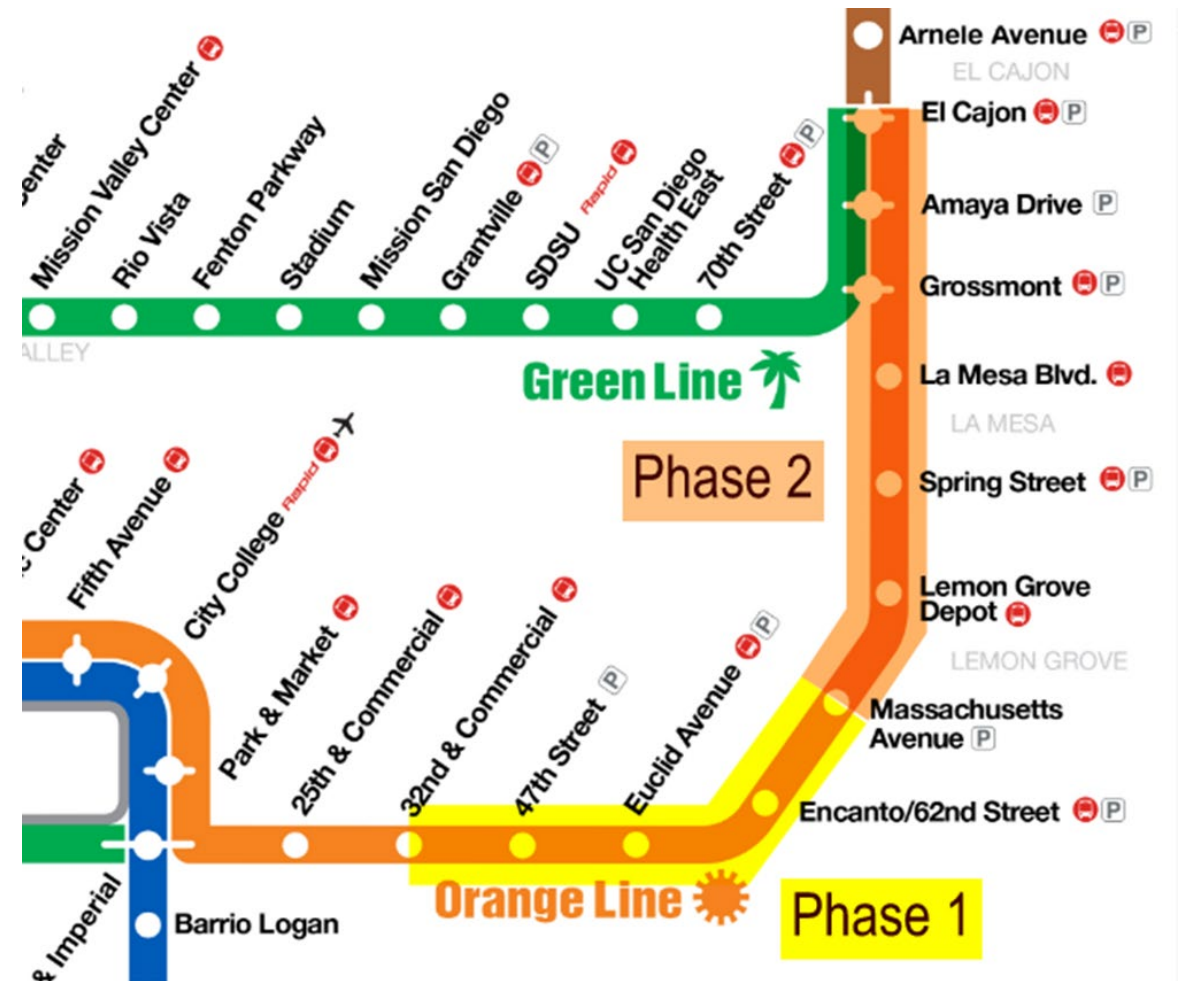 Arnele Avenue P
EL CAJON
El Cajon P
Amaya Drive P
Grossmont P
La Mesa Blvd.
LA MESA
Spring Street P
Lemon Grove
Depot
LEMON GROVE
Massachusetts
Avenue P
Encanto/62nd Street P
Mission Valley Center
Rio Vista
Fenton Parkway
Stadium
Mission San Diego
Grantville P
SDSU Rapid
UC San Diego
Health East
70th Street P
Green Line
Phase 2
Fifth Avenue
City College Rapid
Park & Market
25th & Commercial
32nd & Commercial
47th Street P
Euclid Avenue P
Orange Line
Phase 1
& Imperial
Barrio Logan
Center